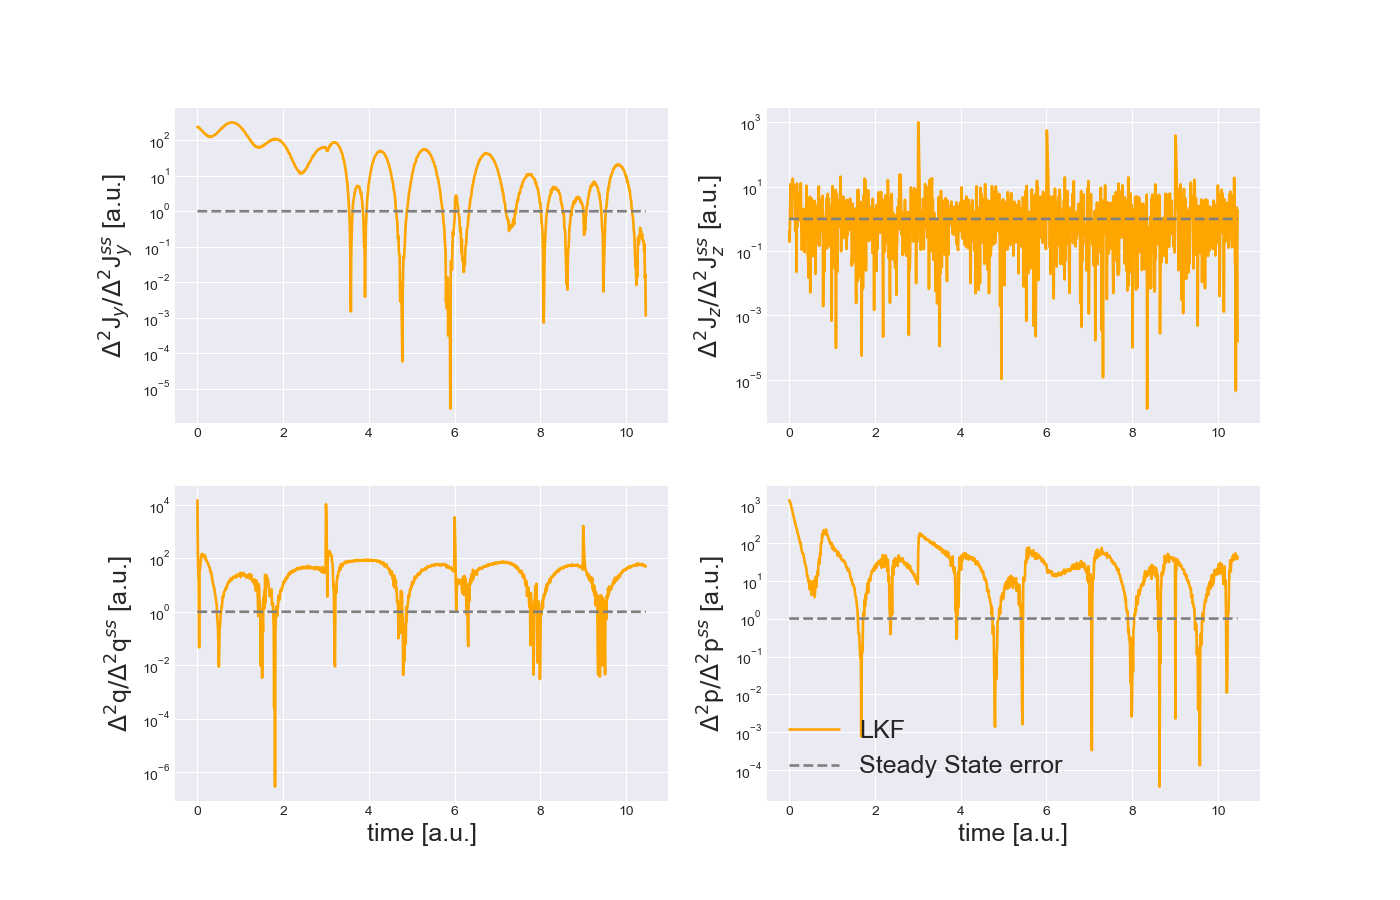 Δ²J_y/Δ²J_y^ss [a.u.]
10²
10¹
10⁰
10⁻¹
10⁻²
10⁻³
10⁻⁴
10⁻⁵
0 2 4 6 8 10
Δ²J_z/Δ²J_z^ss [a.u.]
10³
10¹
10⁻¹
10⁻³
10⁻⁵
0 2 4 6 8 10
Δ²q/Δ²q^ss [a.u.]
10⁴
10²
10⁰
10⁻²
10⁻⁴
10⁻⁶
0 2 4 6 8 10
time [a.u.]
Δ²p/Δ²p^ss [a.u.]
10³
10²
10¹
10⁰
10⁻¹
10⁻²
10⁻³
10⁻⁴
LKF
Steady State error
0 2 4 6 8 10
time [a.u.]